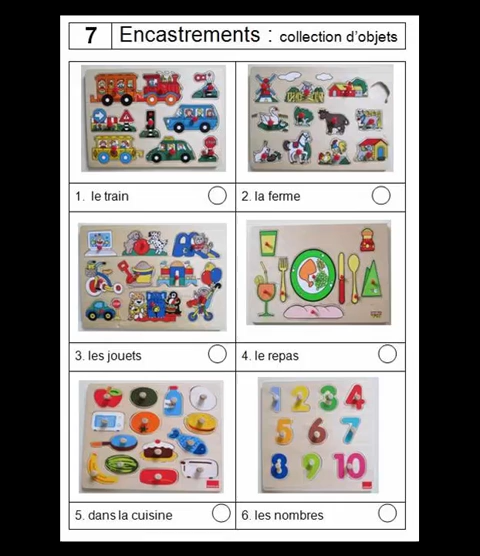 7 Encastrements : collection d'objets
1. le train
2. la ferme
3. les jouets
4. le repas
5. dans la cuisine
6. les nombres
1 2 3 4
5 6 7
8 9 10